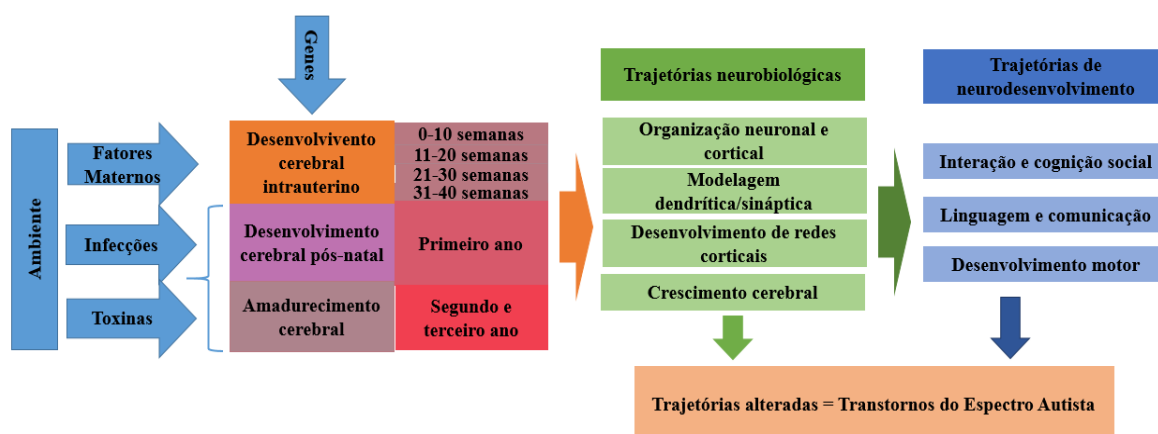 Genes
Ambiente
Fatores
Maternos
Infecções
Toxinas
Desenvolvivento
cerebral
intrauterino
0-10 semanas
11-20 semanas
21-30 semanas
31-40 semanas
Desenvolvimento
cerebral pós-natal
Primeiro ano
Amadurecimento
cerebral
Segundo e
terceiro ano
Trajetórias neurobiológicas
Organização neuronal e
cortical
Modelagem
dendrítica/sináptica
Desenvolvimento de redes
corticais
Crescimento cerebral
Trajetórias de
neurodesenvolvimento
Interação e cognição social
Linguagem e comunicação
Desenvolvimento motor
Trajetórias alteradas = Transtornos do Espectro Autista